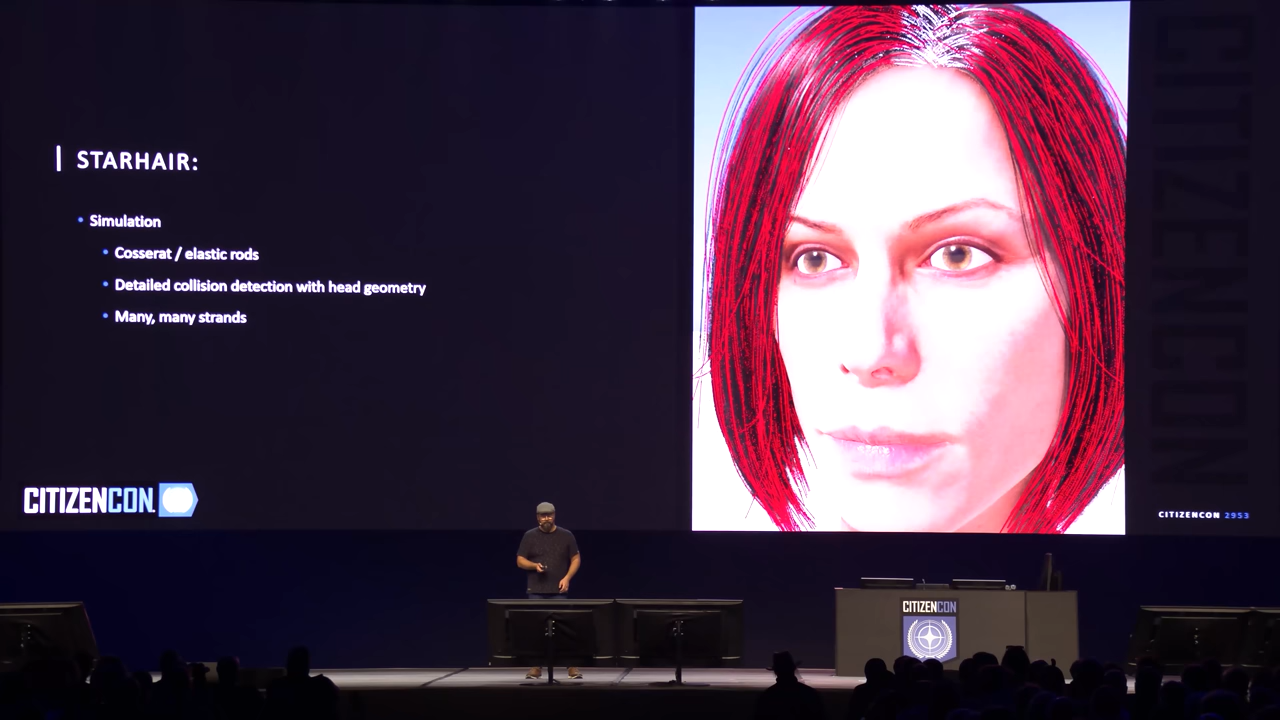 STARHAIR:
Simulation
Cosserat / elastic rods
Detailed collision detection with head geometry
Many, many strands
CITIZENCON
CITIZENCON
CITIZENCON 2953
CITIZENCON